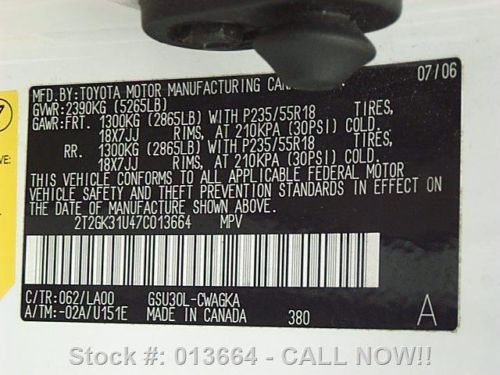 07/06
MFD.BY:TOYOTA MOTOR MANUFACTURING
GVWR:2390KG (5265LB)
GAWR:FRT. 1300KG (2865LB) WITH P235/55R18 TIRES,
18X7JJ RIMS, AT 210KPA (30PSI) COLD.
RR. 1300KG (2865LB) WITH P235/55R18 TIRES,
18X7JJ RIMS, AT 210KPA (30PSI) COLD.
THIS VEHICLE CONFORMS TO ALL APPLICABLE FEDERAL MOTOR
VEHICLE SAFETY AND THEFT PREVENTION STANDARDS IN EFFECT ON
THE DATE OF MANUFACTURE SHOWN ABOVE.
2T2GK31U47C013664 MPV
C/TR:062/LA00 GSU30L-CWAGKA
A/TM:-02A/U151E MADE IN CANADA 380 A
Stock #: 013664 - CALL NOW!!